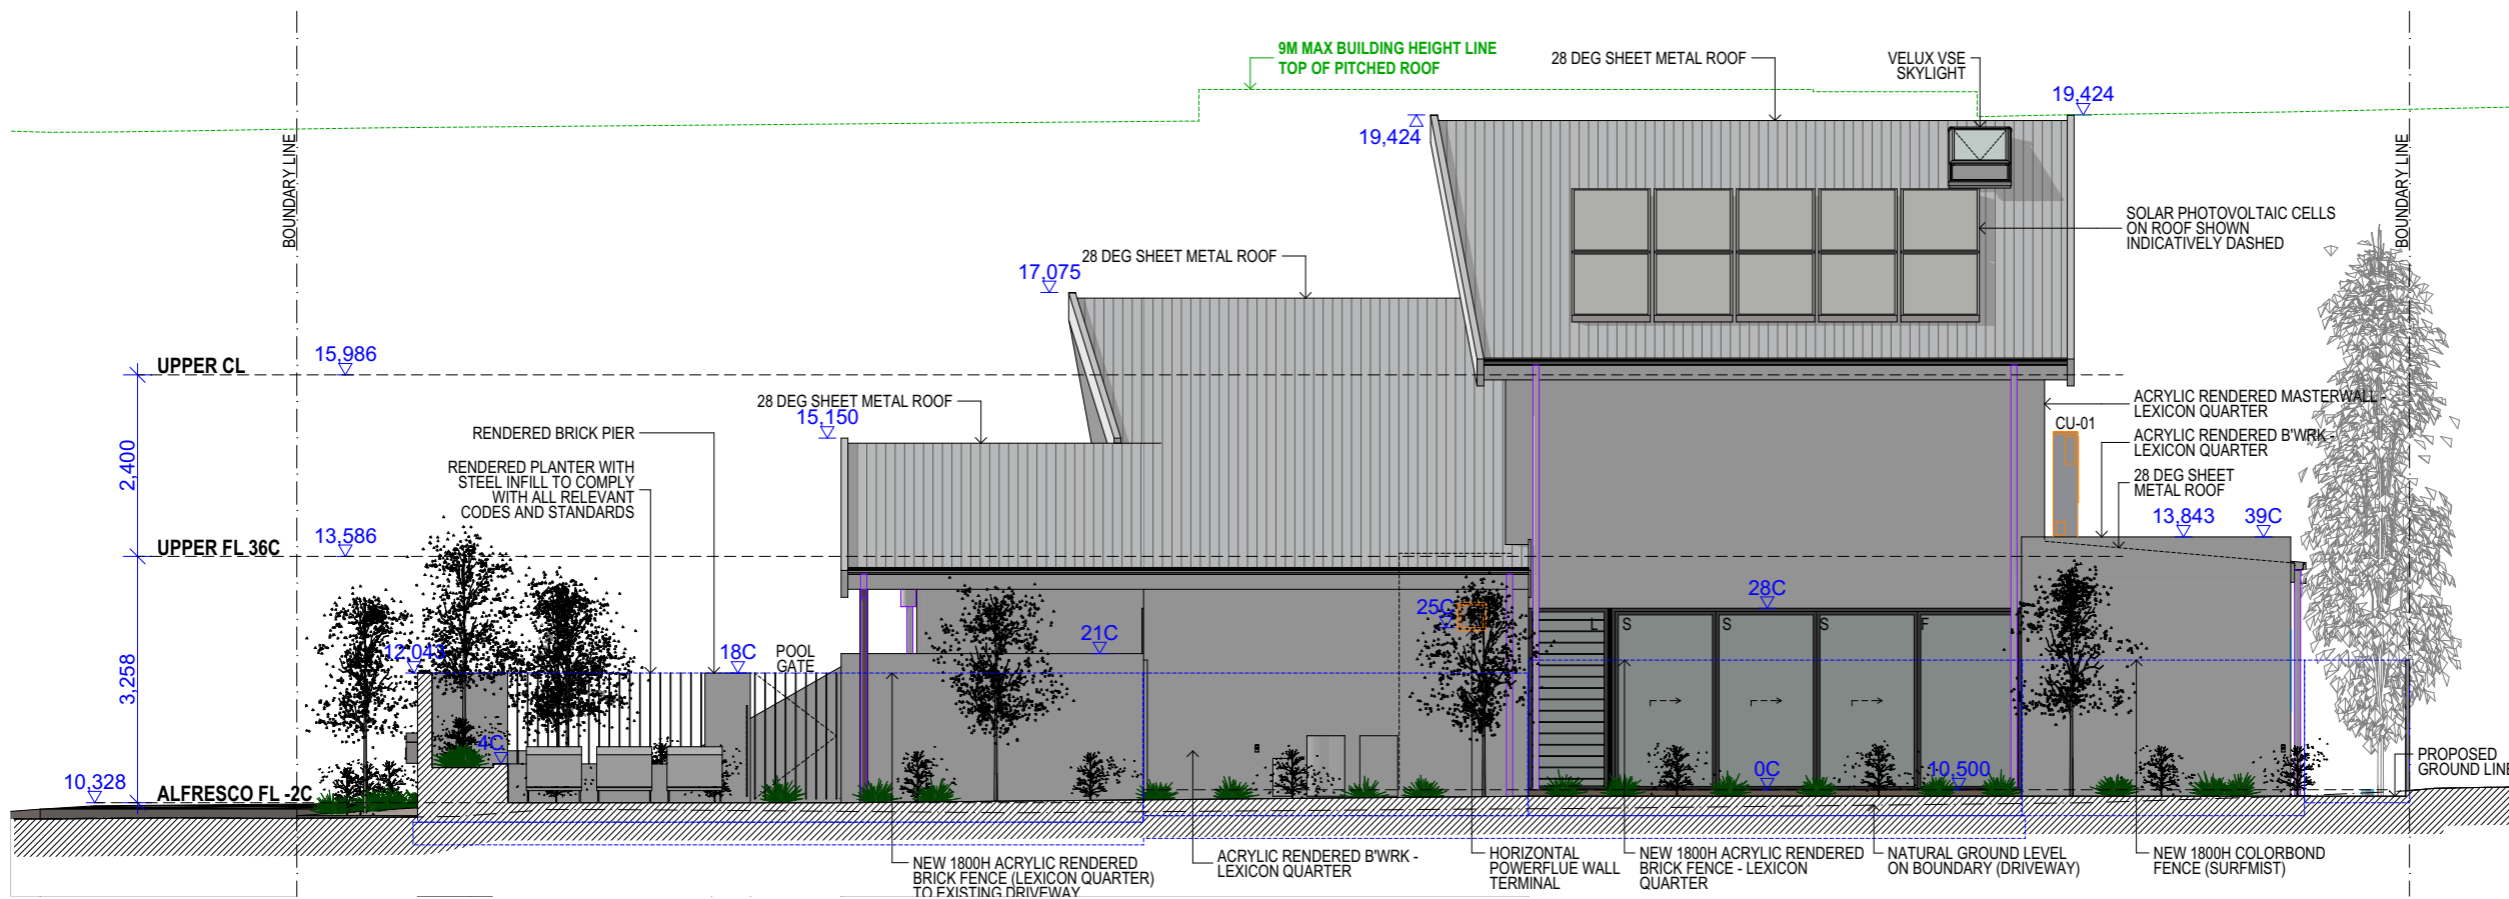 9M MAX BUILDING HEIGHT LINE
TOP OF PITCHED ROOF
28 DEG SHEET METAL ROOF
VELUX VSE
SKYLIGHT
19,424
19,424
BOUNDARY LINE
BOUNDARY LINE
SOLAR PHOTOVOLTAIC CELLS
ON ROOF SHOWN
INDICATIVELY DASHED
28 DEG SHEET METAL ROOF
17,075
UPPER CL
15,986
28 DEG SHEET METAL ROOF
15,150
ACRYLIC RENDERED MASTERWALL -
LEXICON QUARTER
CU-01
ACRYLIC RENDERED B'WRK -
LEXICON QUARTER
28 DEG SHEET
METAL ROOF
RENDERED BRICK PIER
RENDERED PLANTER WITH
STEEL INFILL TO COMPLY
WITH ALL RELEVANT
CODES AND STANDARDS
2,400
13,843
39C
UPPER FL 36C
13,586
28C
25C
L
S
S
S
F
21C
12,043
18C
POOL
GATE
3,258
4C
0C
10,500
PROPOSED
GROUND LINE
10,328
ALFRESCO FL -2C
NEW 1800H ACRYLIC RENDERED
BRICK FENCE (LEXICON QUARTER)
TO EXISTING DRIVEWAY
ACRYLIC RENDERED B'WRK -
LEXICON QUARTER
HORIZONTAL
POWERFLUE WALL
TERMINAL
NEW 1800H ACRYLIC RENDERED
BRICK FENCE - LEXICON
QUARTER
NATURAL GROUND LEVEL
ON BOUNDARY (DRIVEWAY)
NEW 1800H COLORBOND
FENCE (SURFMIST)